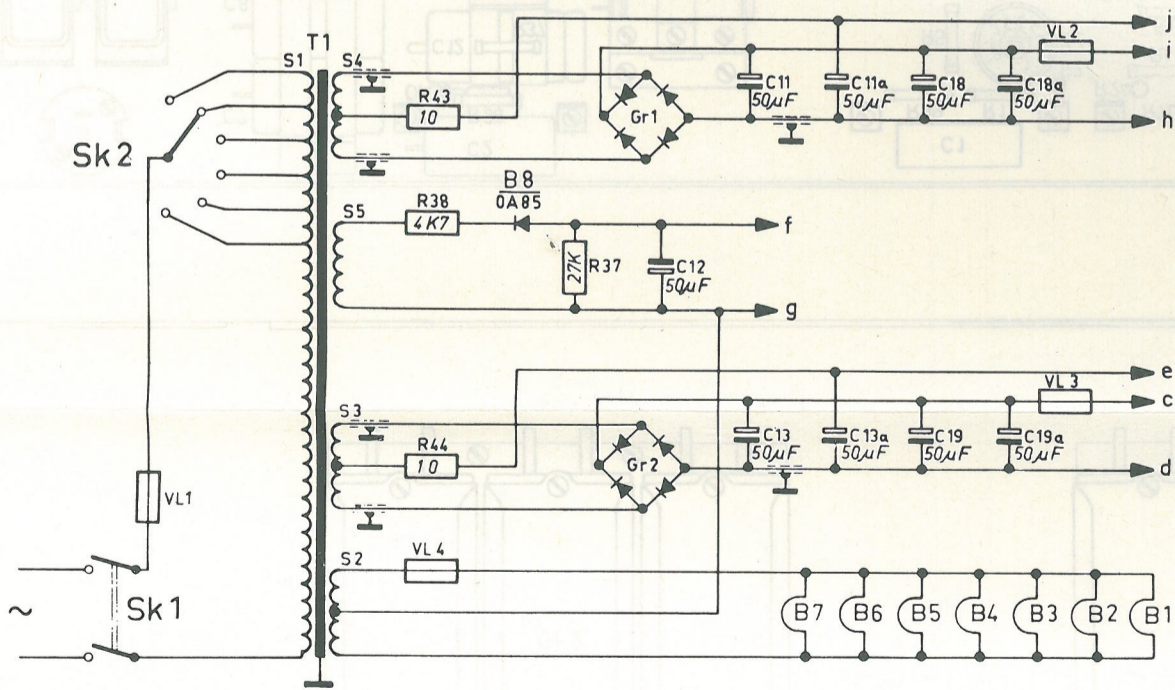 T1
S1
S4
S5
S3
S2
Sk2
Sk1
VL1
~
R43
10
Gr1
C11
50µF
C11a
50µF
C18
50µF
C18a
50µF
VL2
j
i
h
R38
4K7
B8
OA85
27K
R37
C12
50µF
f
g
R44
10
Gr2
C13
50µF
C13a
50µF
C19
50µF
C19a
50µF
VL3
e
c
d
VL4
B7
B6
B5
B4
B3
B2
B1